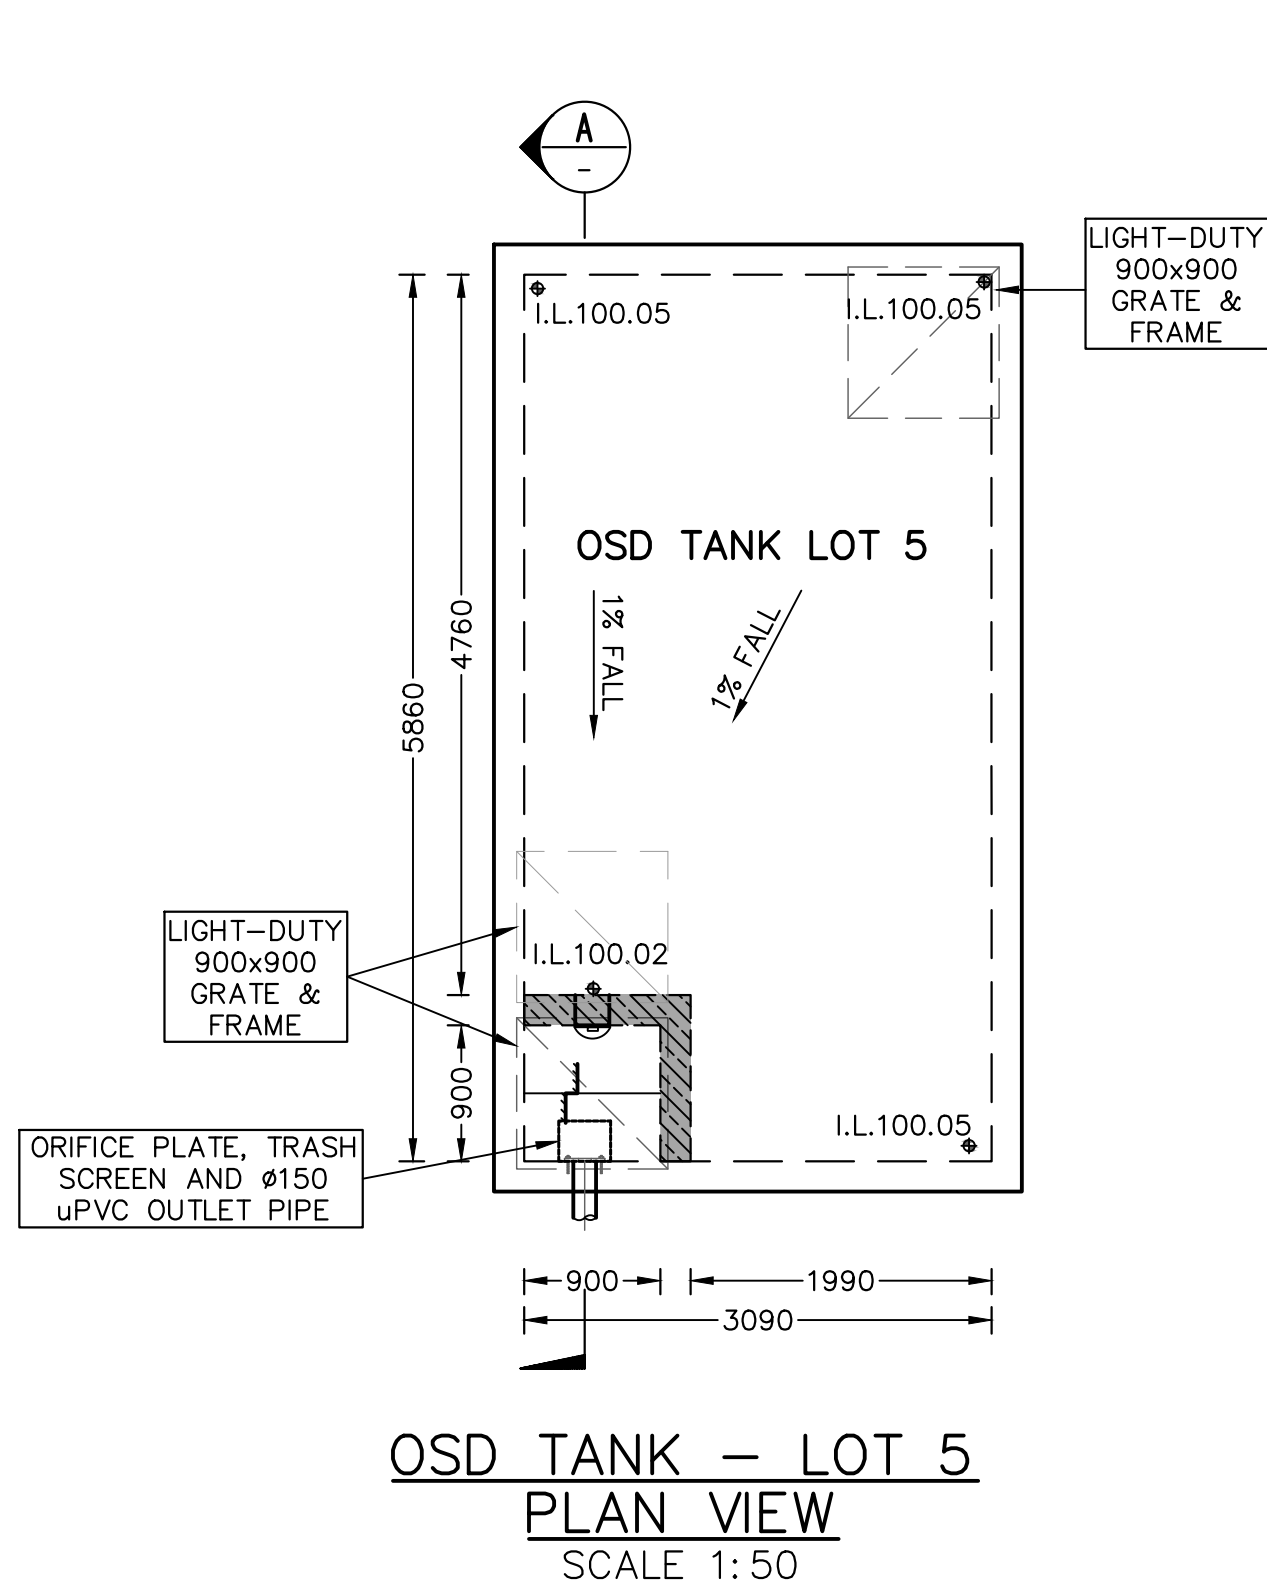 A
-
LIGHT-DUTY
900x900
GRATE &
FRAME
I.L.100.05
I.L.100.05
OSD TANK LOT 5
1% FALL
1% FALL
4760
5860
LIGHT-DUTY
900x900
GRATE &
FRAME
I.L.100.02
900
I.L.100.05
ORIFICE PLATE, TRASH
SCREEN AND ø150
uPVC OUTLET PIPE
900
1990
3090
OSD TANK - LOT 5
PLAN VIEW
SCALE 1:50